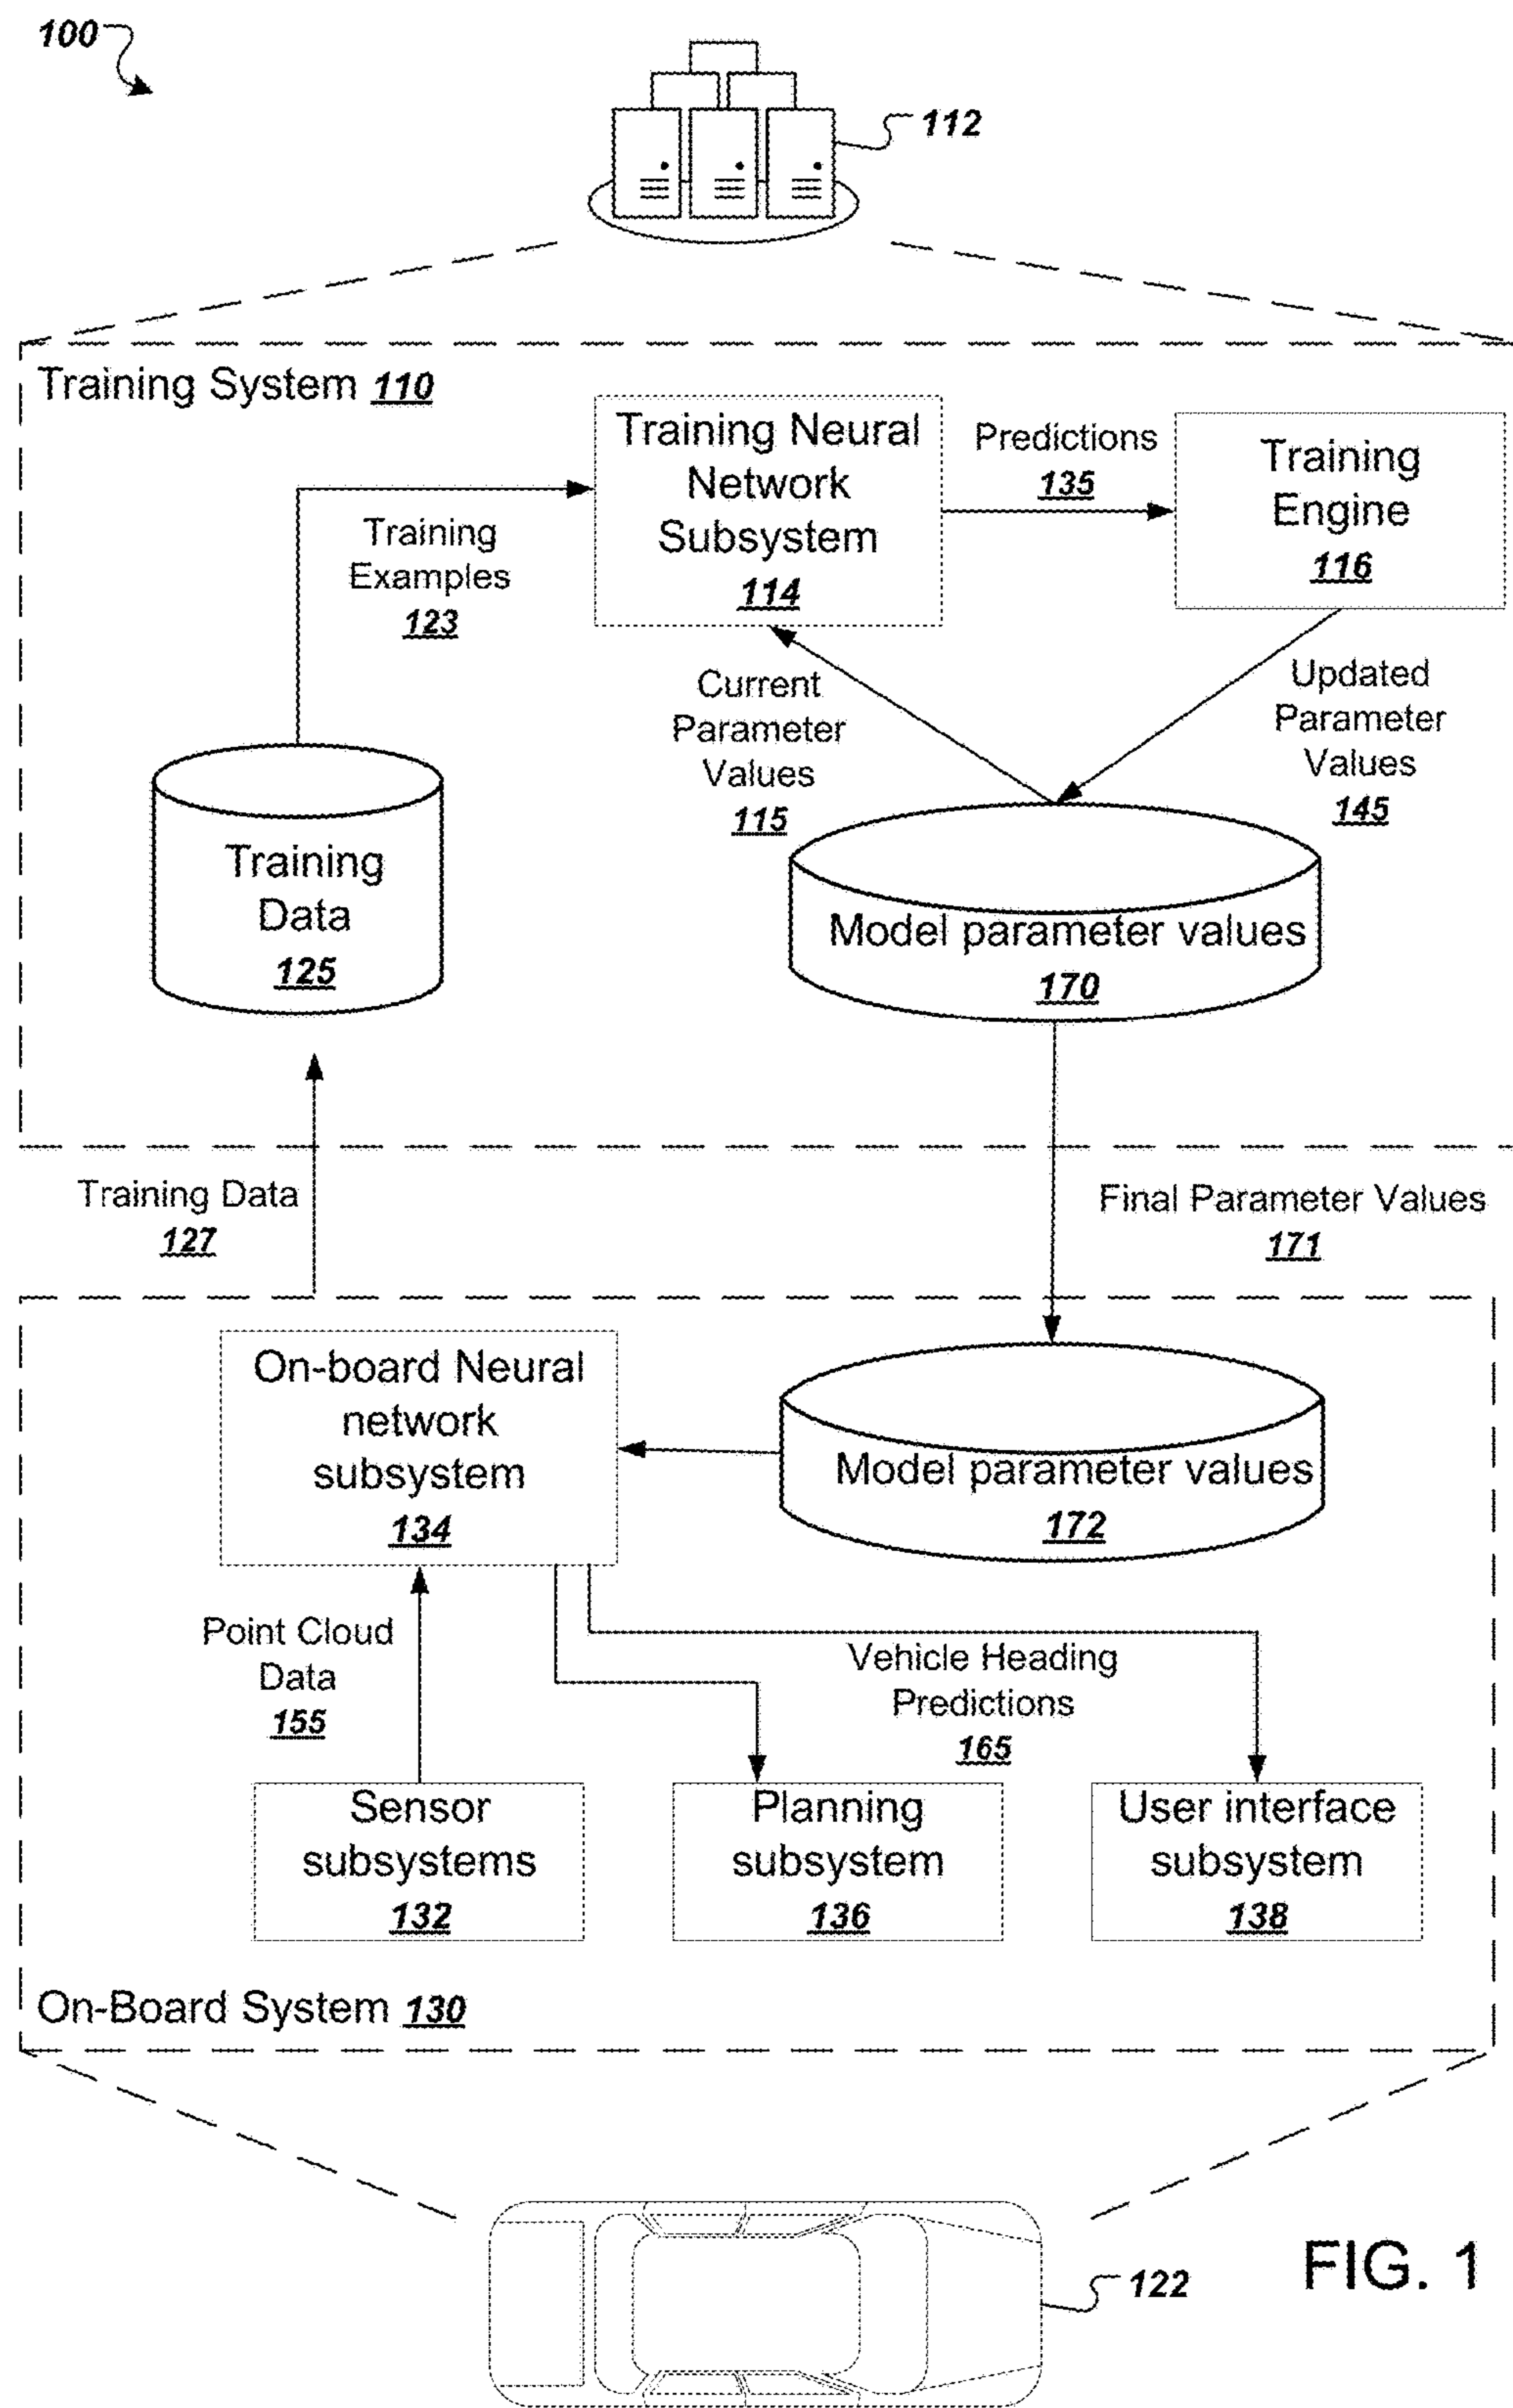 100
112
Training System 110
Training Neural
Network
Subsystem
114
Predictions
135
Training
Engine
116
Training
Examples
123
Current
Parameter
Values
115
Updated
Parameter
Values
145
Training
Data
125
Model parameter values
170
Training Data
127
Final Parameter Values
171
On-board Neural
network
subsystem
134
Model parameter values
172
Point Cloud
Data
155
Vehicle Heading
Predictions
165
Sensor
subsystems
132
Planning
subsystem
136
User interface
subsystem
138
On-Board System 130
122
FIG. 1